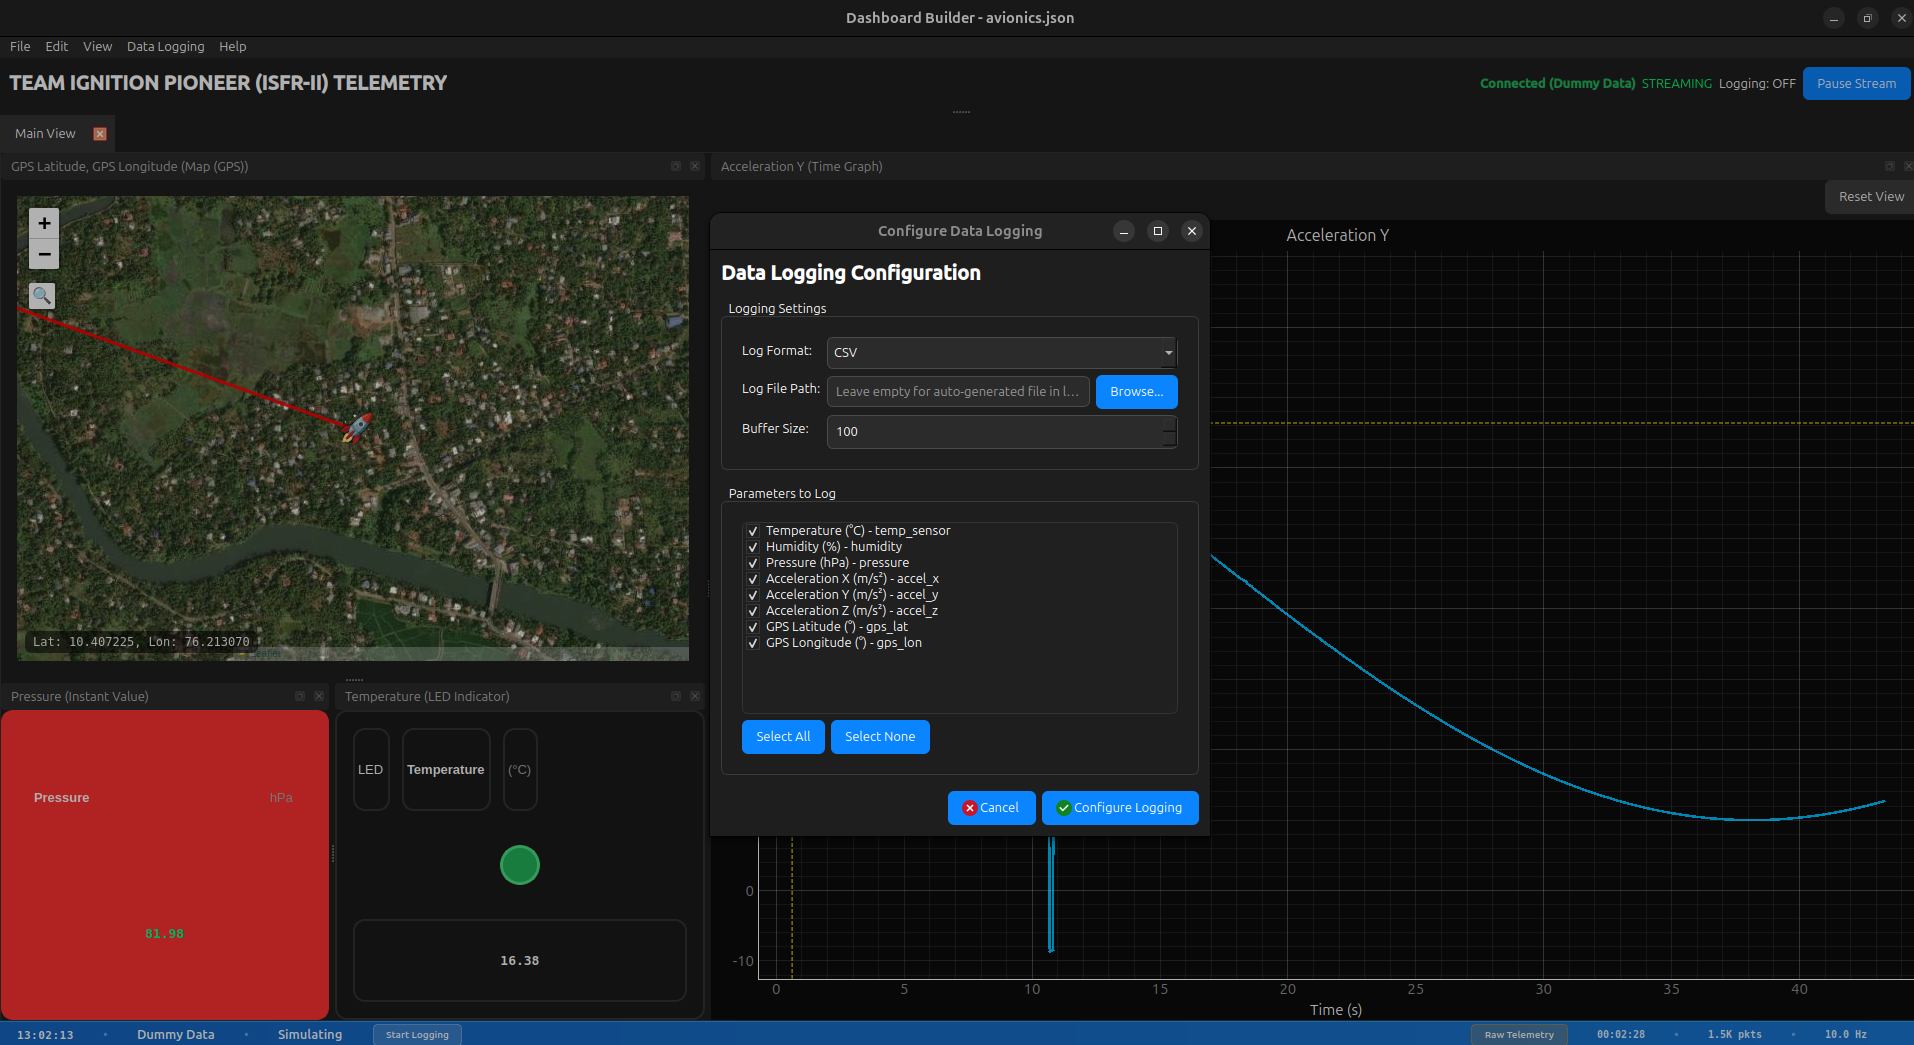 Dashboard Builder - avionics.json
File Edit View Data Logging Help
TEAM IGNITION PIONEER (ISFR-II) TELEMETRY
Connected (Dummy Data) STREAMING Logging: OFF Pause Stream
Main View
GPS Latitude, GPS Longitude (Map (GPS))
+
−
Lat: 10.407225, Lon: 76.213070
Leaflet
Acceleration Y (Time Graph)
Reset View
Acceleration Y
0
-10
0 5 10 15 20 25 30 35 40
Time (s)
Configure Data Logging
Data Logging Configuration
Logging Settings
Log Format: CSV
Log File Path: Leave empty for auto-generated file in l... Browse...
Buffer Size: 100
Parameters to Log
Temperature (°C) - temp_sensor
Humidity (%) - humidity
Pressure (hPa) - pressure
Acceleration X (m/s²) - accel_x
Acceleration Y (m/s²) - accel_y
Acceleration Z (m/s²) - accel_z
GPS Latitude (°) - gps_lat
GPS Longitude (°) - gps_lon
Select All Select None
Cancel Configure Logging
Pressure (Instant Value)
Pressure hPa
81.98
Temperature (LED Indicator)
LED Temperature (°C)
16.38
13:02:13 • Dummy Data • Simulating Start Logging Raw Telemetry 00:02:28 • 1.5K pkts • 10.0 Hz